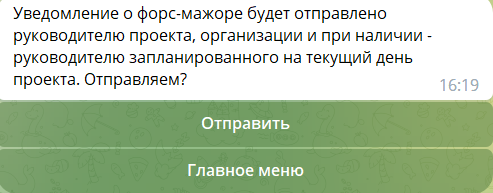 Уведомление о форс-мажоре будет отправлено
руководителю проекта, организации и при наличии -
руководителю запланированного на текущий день
проекта. Отправляем?
16:19
Отправить
Главное меню